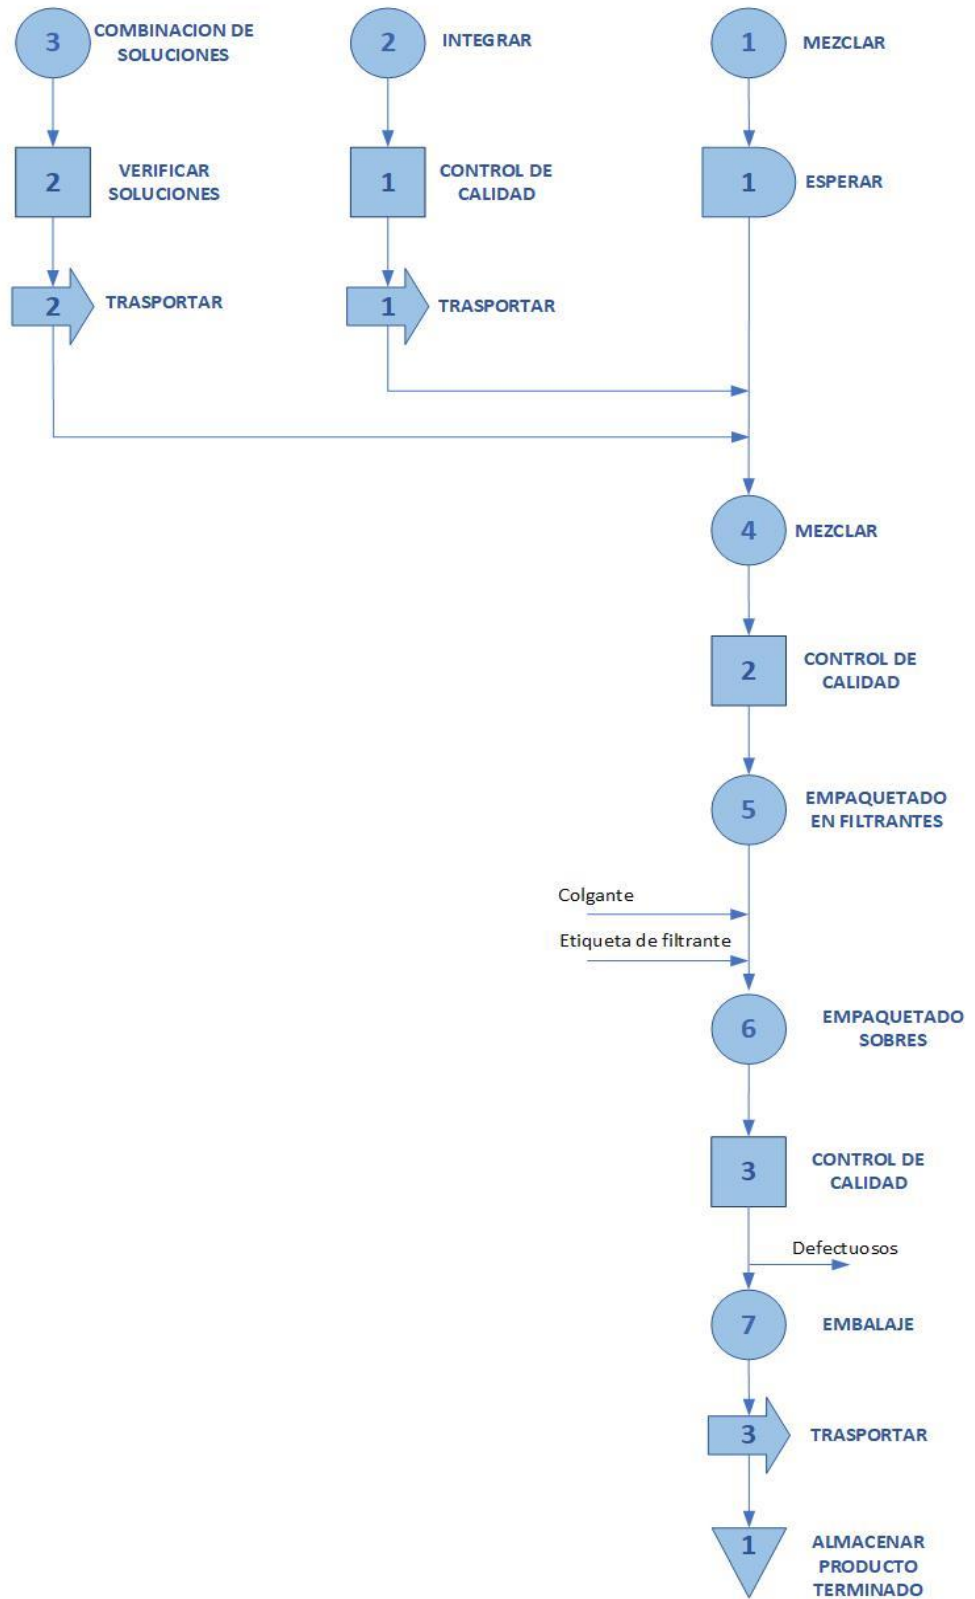 3
COMBINACION DE
SOLUCIONES
2
INTEGRAR
1
MEZCLAR
2
VERIFICAR
SOLUCIONES
1
CONTROL DE
CALIDAD
1
ESPERAR
2
TRASPORTAR
1
TRASPORTAR
4
MEZCLAR
2
CONTROL DE
CALIDAD
5
EMPAQUETADO
EN FILTRANTES
Colgante
Etiqueta de filtrante
6
EMPAQUETADO
SOBRES
3
CONTROL DE
CALIDAD
Defectuosos
7
EMBALAJE
3
TRASPORTAR
1
ALMACENAR
PRODUCTO
TERMINADO